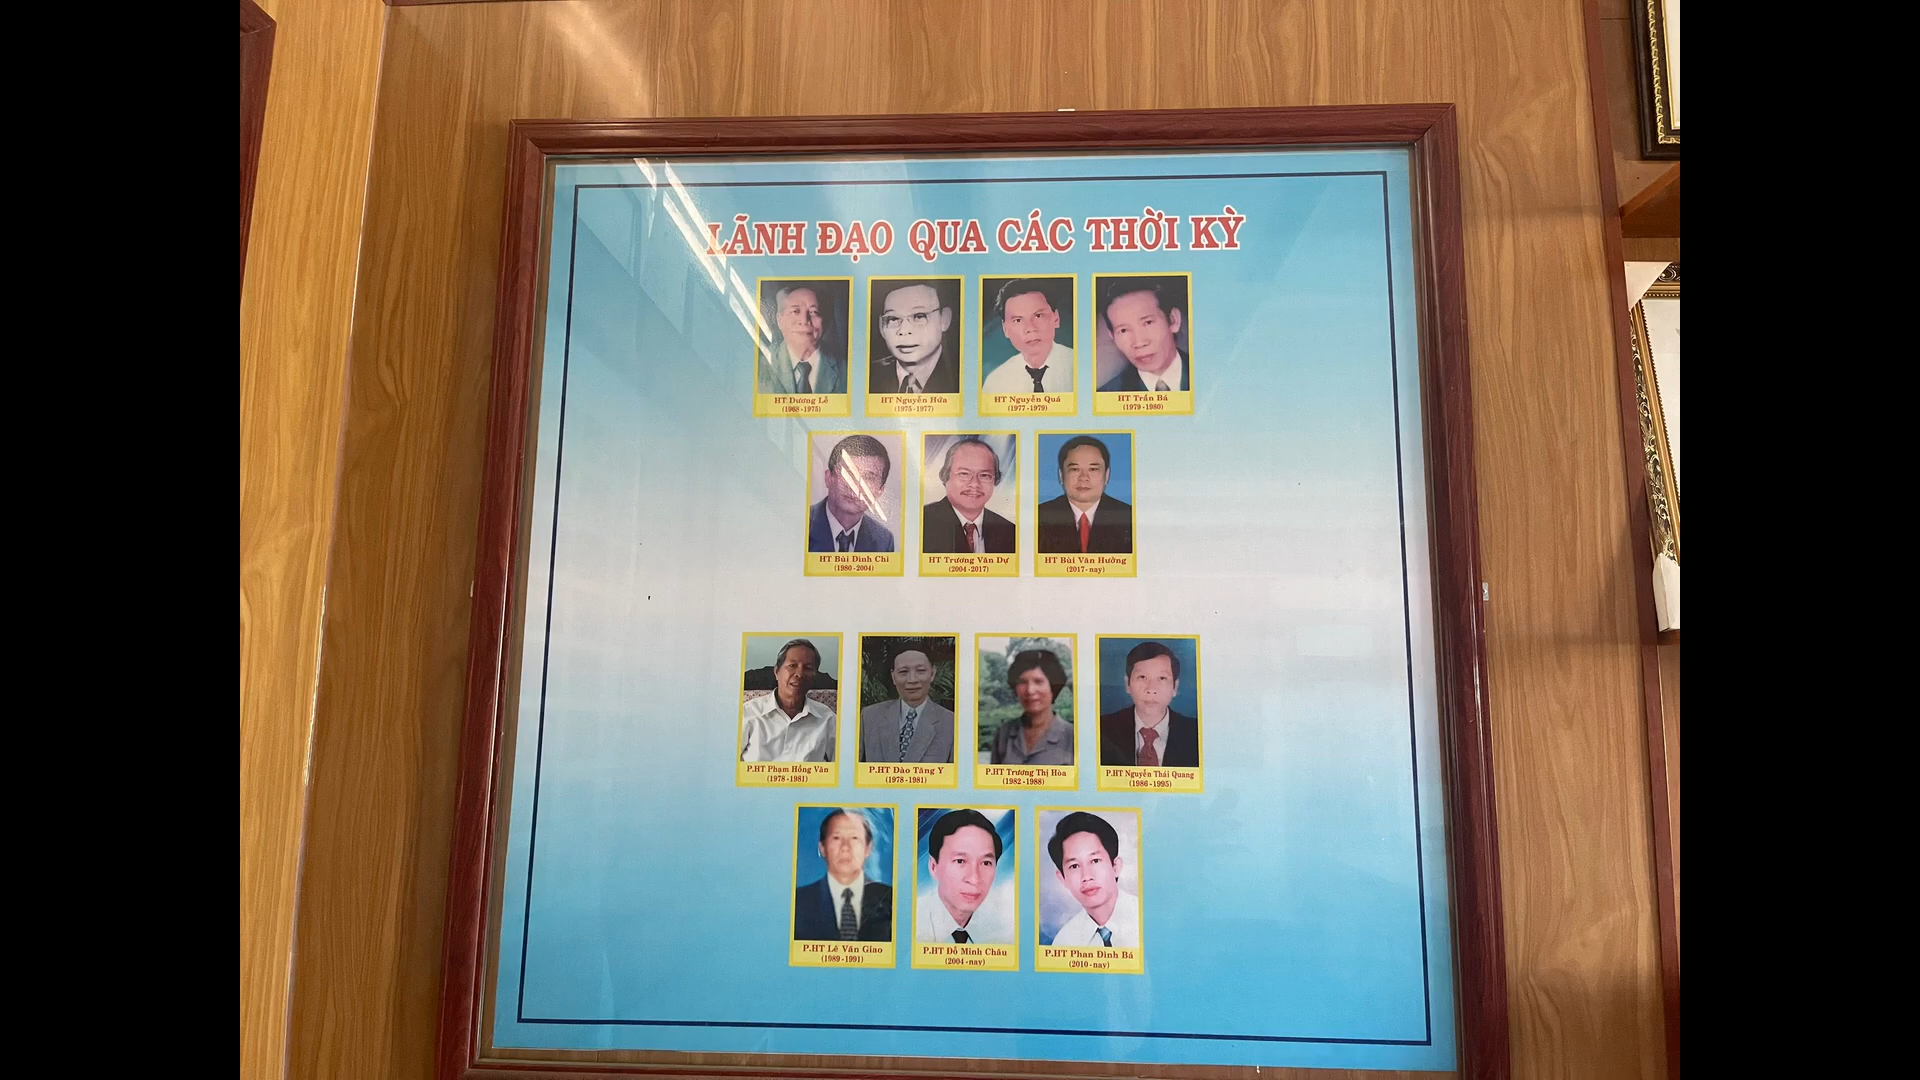 LÃNH ĐẠO QUA CÁC THỜI KỲ
HT Dương Lễ
(1968-1975)
HT Nguyễn Hứa
(1975-1977)
HT Nguyễn Quá
(1977-1979)
HT Trần Bá
(1979-1980)
HT Bùi Đình Chi
(1980-2004)
HT Trương Văn Dự
(2004-2017)
HT Bùi Văn Hưởng
(2017-nay)
P.HT Phạm Hồng Văn
(1978-1981)
P.HT Đào Tăng Y
(1978-1981)
P.HT Trương Thị Hòa
(1982-1988)
P.HT Nguyễn Thái Quang
(1986-1995)
P.HT Lê Văn Giao
(1989-1991)
P.HT Đỗ Minh Châu
(2004-nay)
P.HT Phan Đình Bá
(2010-nay)